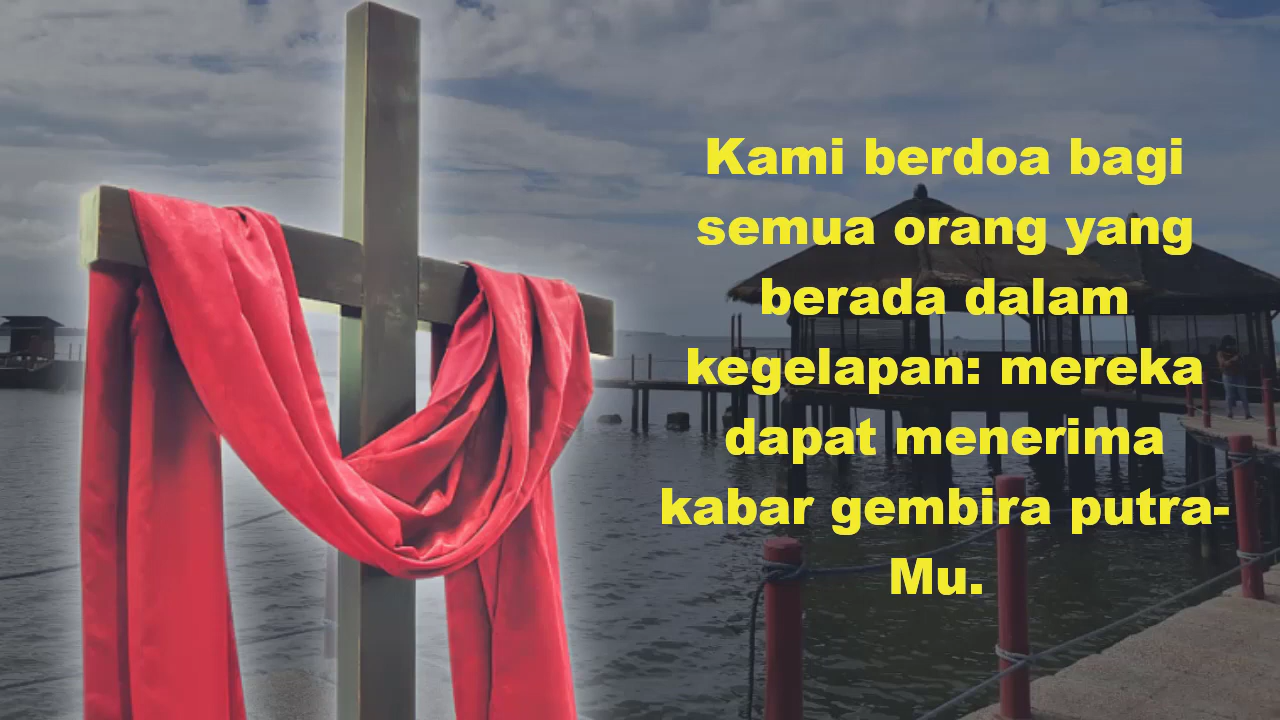 Kami berdoa bagi
semua orang yang
berada dalam
kegelapan: mereka
dapat menerima
kabar gembira putra-
Mu.